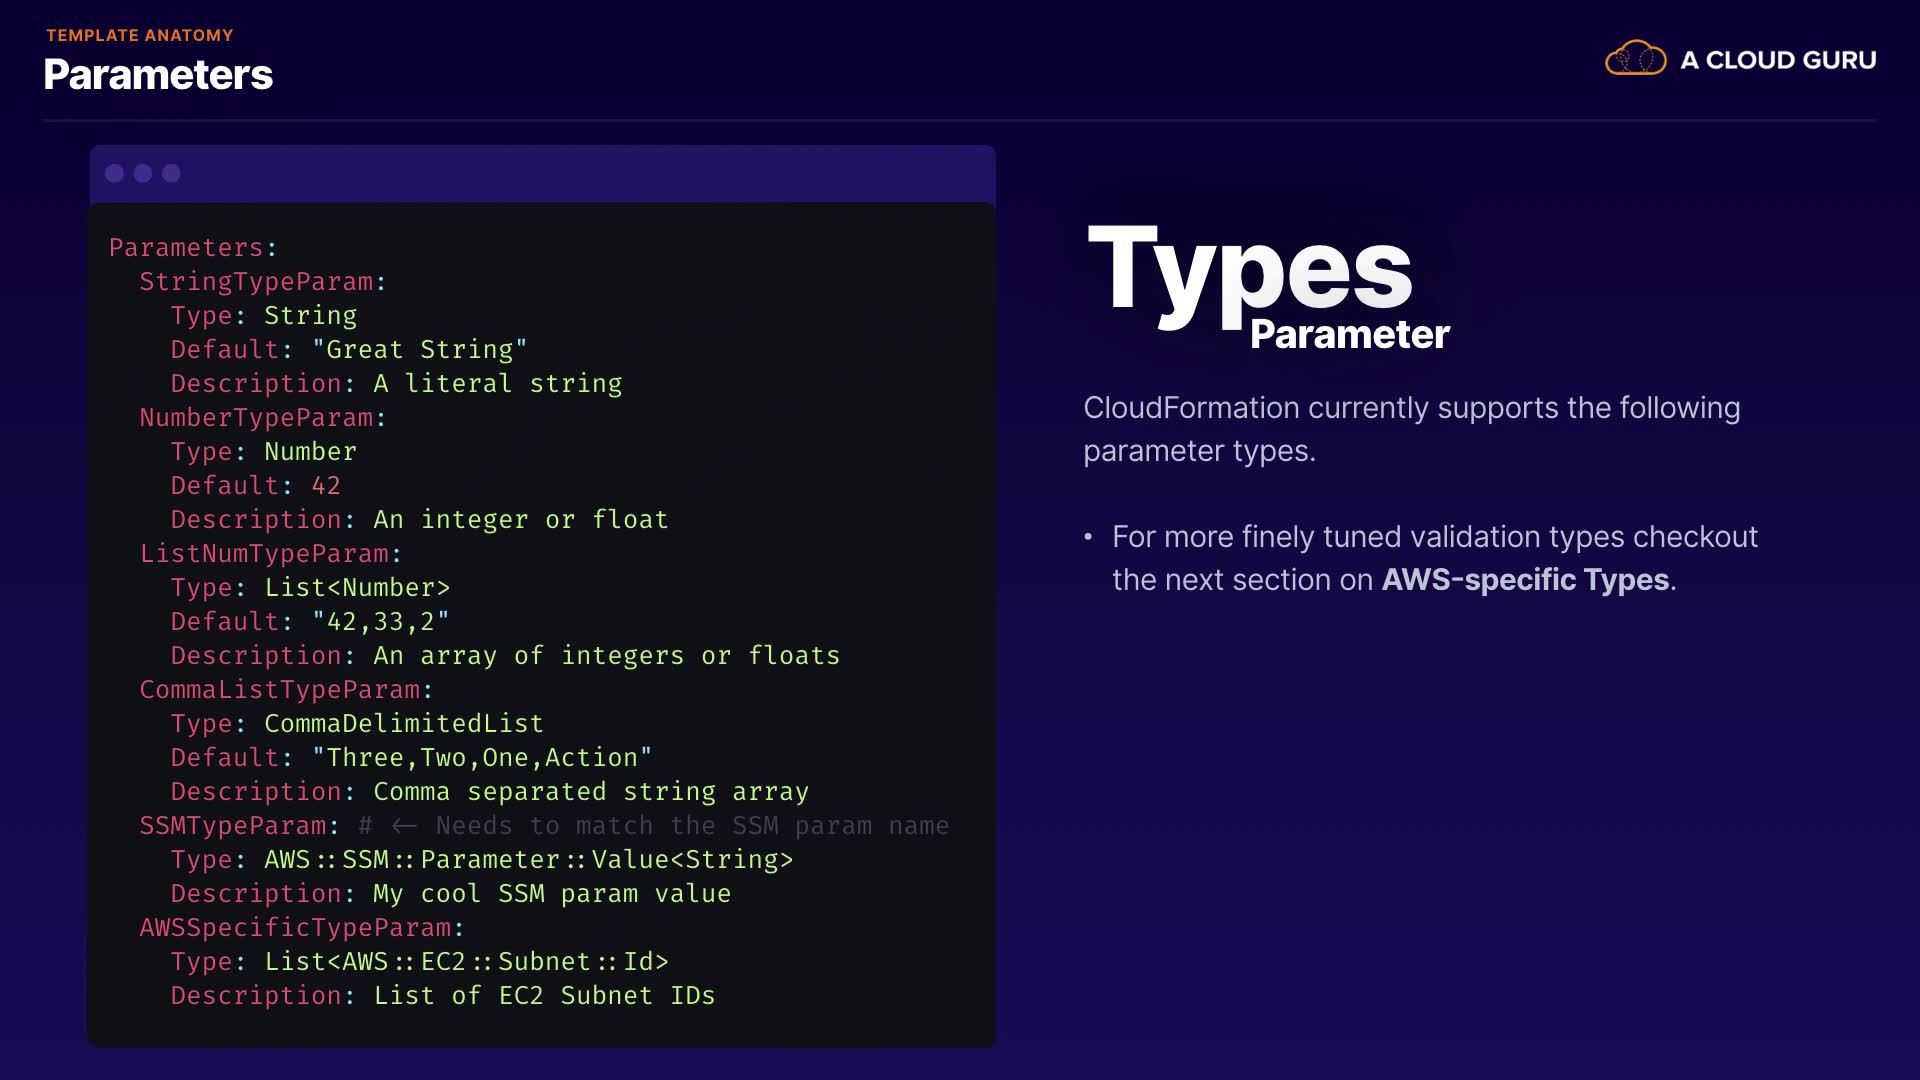 TEMPLATE ANATOMY
Parameters
A CLOUD GURU
Parameters:
  StringTypeParam:
    Type: String
    Default: "Great String"
    Description: A literal string
  NumberTypeParam:
    Type: Number
    Default: 42
    Description: An integer or float
  ListNumTypeParam:
    Type: List<Number>
    Default: "42,33,2"
    Description: An array of integers or floats
  CommaListTypeParam:
    Type: CommaDelimitedList
    Default: "Three,Two,One,Action"
    Description: Comma separated string array
  SSMTypeParam: # <- Needs to match the SSM param name
    Type: AWS::SSM::Parameter::Value<String>
    Description: My cool SSM param value
  AWSSpecificTypeParam:
    Type: List<AWS::EC2::Subnet::Id>
    Description: List of EC2 Subnet IDs
Types
Parameter
CloudFormation currently supports the following
parameter types.
• For more finely tuned validation types checkout
the next section on AWS-specific Types.